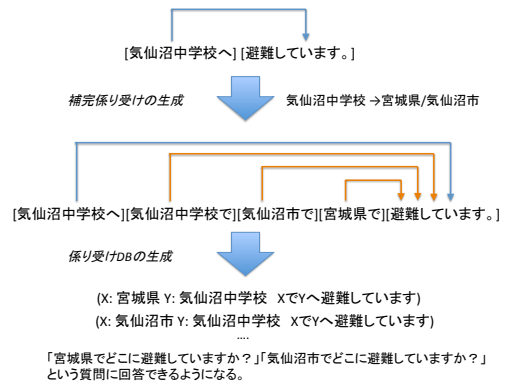 [気仙沼中学校へ] [避難しています。]
補完係り受けの生成
気仙沼中学校 →宮城県/気仙沼市
[気仙沼中学校へ][気仙沼中学校で][気仙沼市で][宮城県で][避難しています。]
係り受けDBの生成
(X: 宮城県 Y: 気仙沼中学校 XでYへ避難しています)
(X: 気仙沼市 Y: 気仙沼中学校 XでYへ避難しています)
....
「宮城県でどこに避難していますか？」「気仙沼市でどこに避難していますか？」
という質問に回答できるようになる。